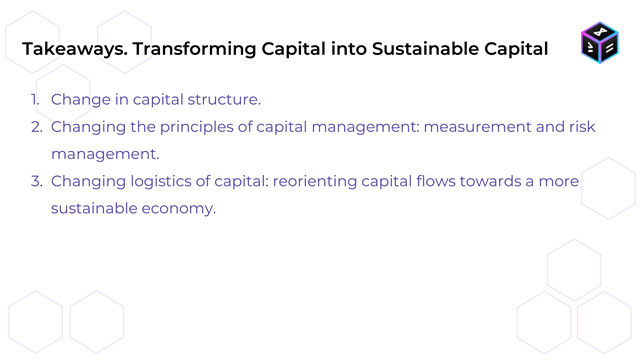 Takeaways. Transforming Capital into Sustainable Capital
1. Change in capital structure.
2. Changing the principles of capital management: measurement and risk
management.
3. Changing logistics of capital: reorienting capital flows towards a more
sustainable economy.